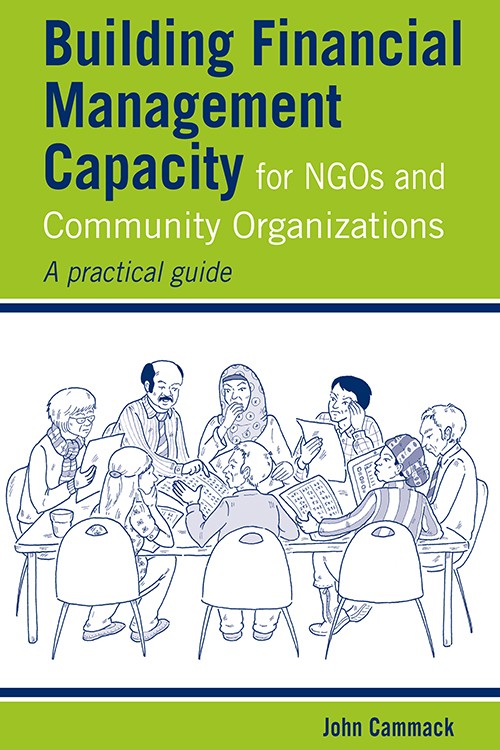 Building Financial
Management
Capacity for NGOs and
Community Organizations
A practical guide
John Cammack